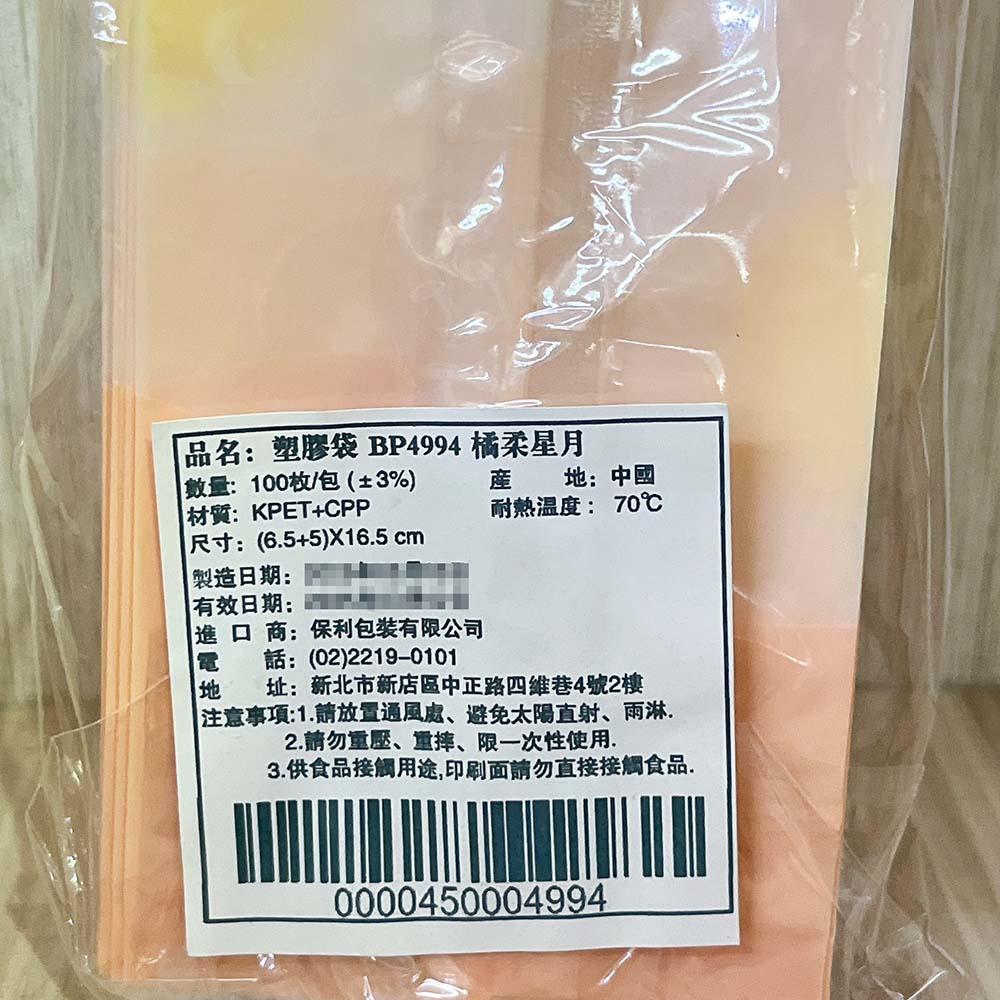 品名: 塑膠袋 BP4994 橘柔星月
數量: 100枚/包 (±3%) 產 地: 中國
材質: KPET+CPP 耐熱溫度: 70℃
尺寸: (6.5+5)X16.5 cm
製造日期:
有效日期:
進口商: 保利包裝有限公司
電 話: (02)2219-0101
地 址: 新北市新店區中正路四維巷4號2樓
注意事項:1.請放置通風處、避免太陽直射、雨淋.
2.請勿重壓、重摔、限一次性使用.
3.供食品接觸用途,印刷面請勿直接接觸食品.
0000450004994